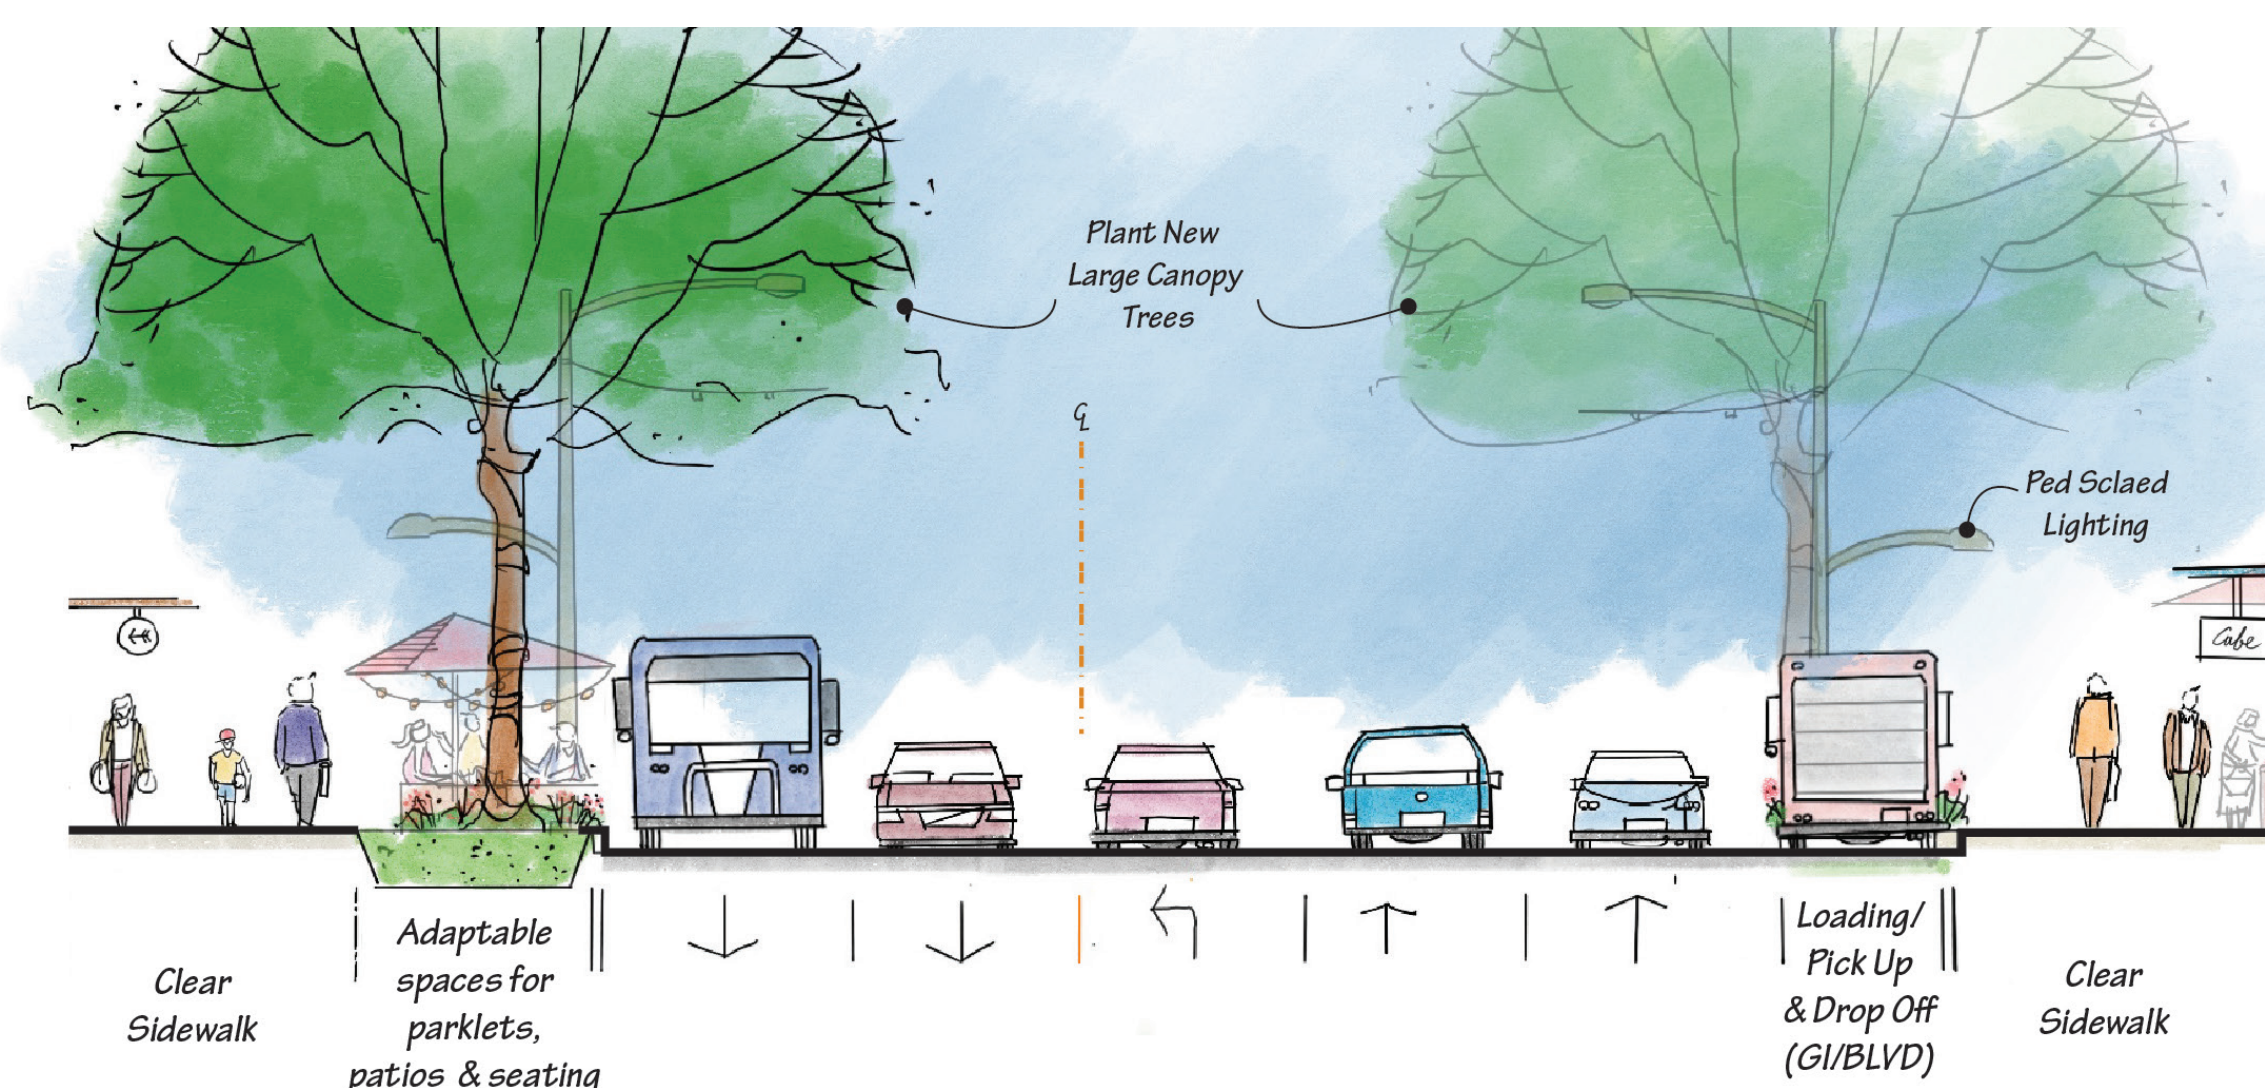 Plant New
Large Canopy
Trees
℄
Ped Sclaed
Lighting
Cabe
Clear
Sidewalk
Adaptable
spaces for
parklets,
patios & seating
Loading/
Pick Up
& Drop Off
(GI/BLVD)
Clear
Sidewalk